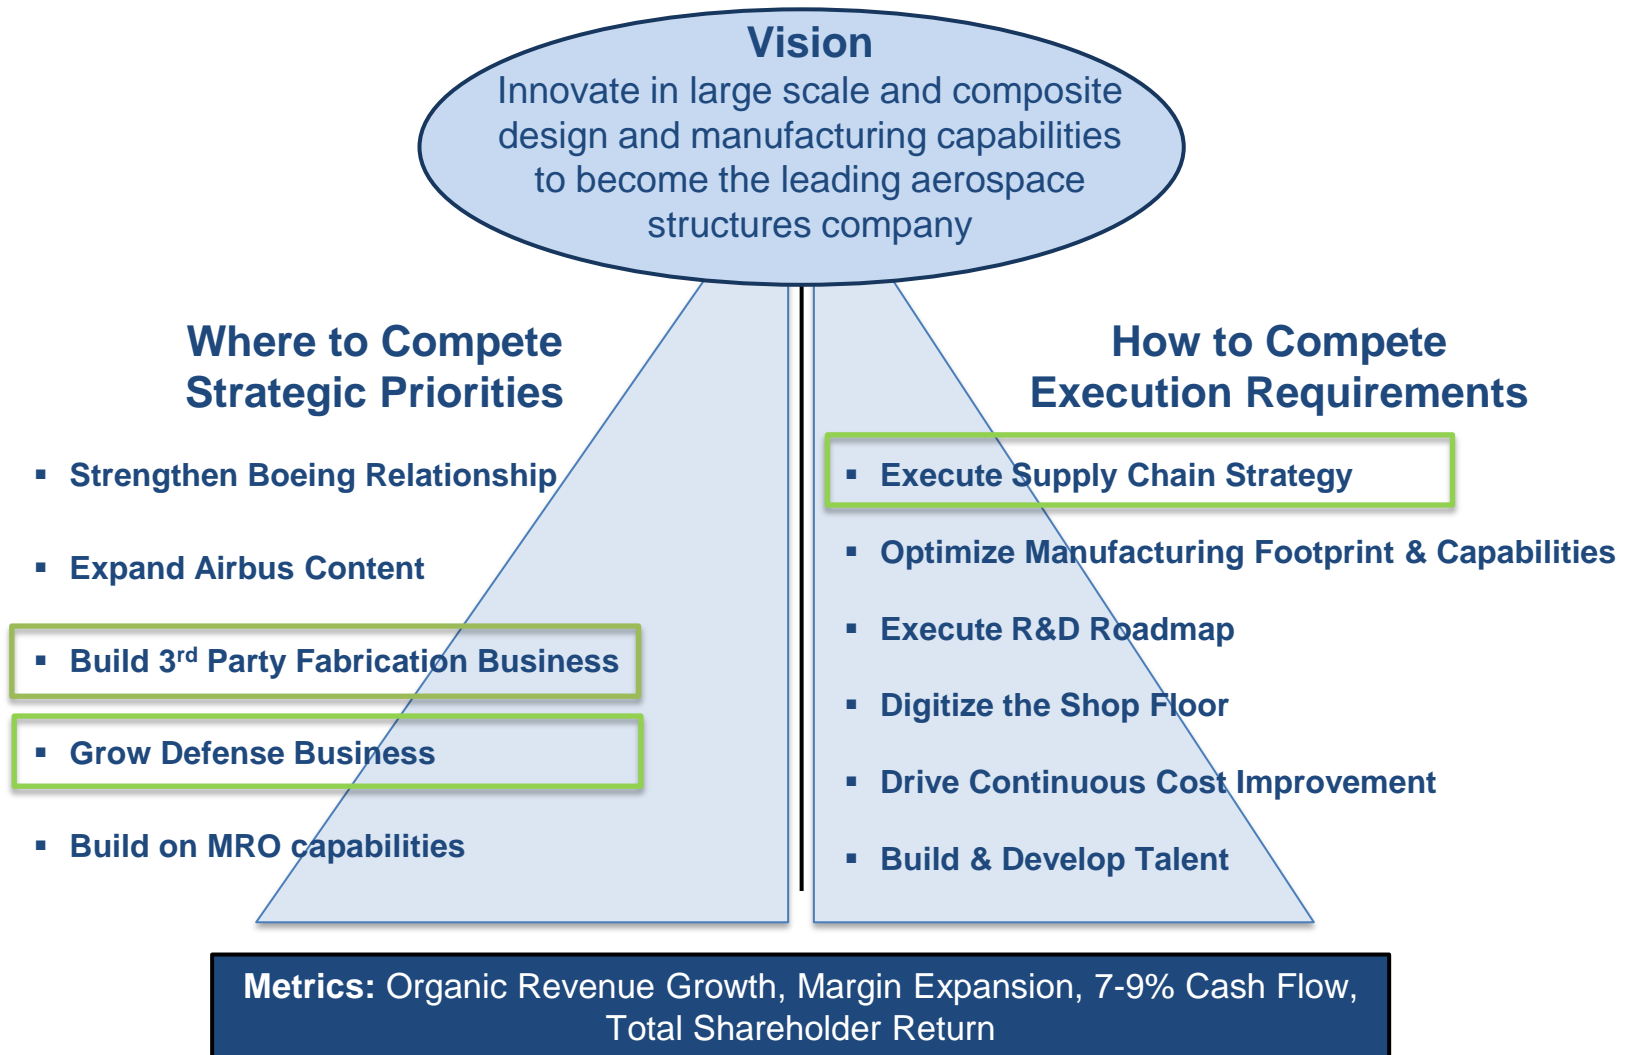 Vision
Innovate in large scale and composite
design and manufacturing capabilities
to become the leading aerospace
structures company
Where to Compete
Strategic Priorities
▪ Strengthen Boeing Relationship
▪ Expand Airbus Content
▪ Build 3rd Party Fabrication Business
▪ Grow Defense Business
▪ Build on MRO capabilities
How to Compete
Execution Requirements
▪ Execute Supply Chain Strategy
▪ Optimize Manufacturing Footprint & Capabilities
▪ Execute R&D Roadmap
▪ Digitize the Shop Floor
▪ Drive Continuous Cost Improvement
▪ Build & Develop Talent
Metrics: Organic Revenue Growth, Margin Expansion, 7-9% Cash Flow,
Total Shareholder Return